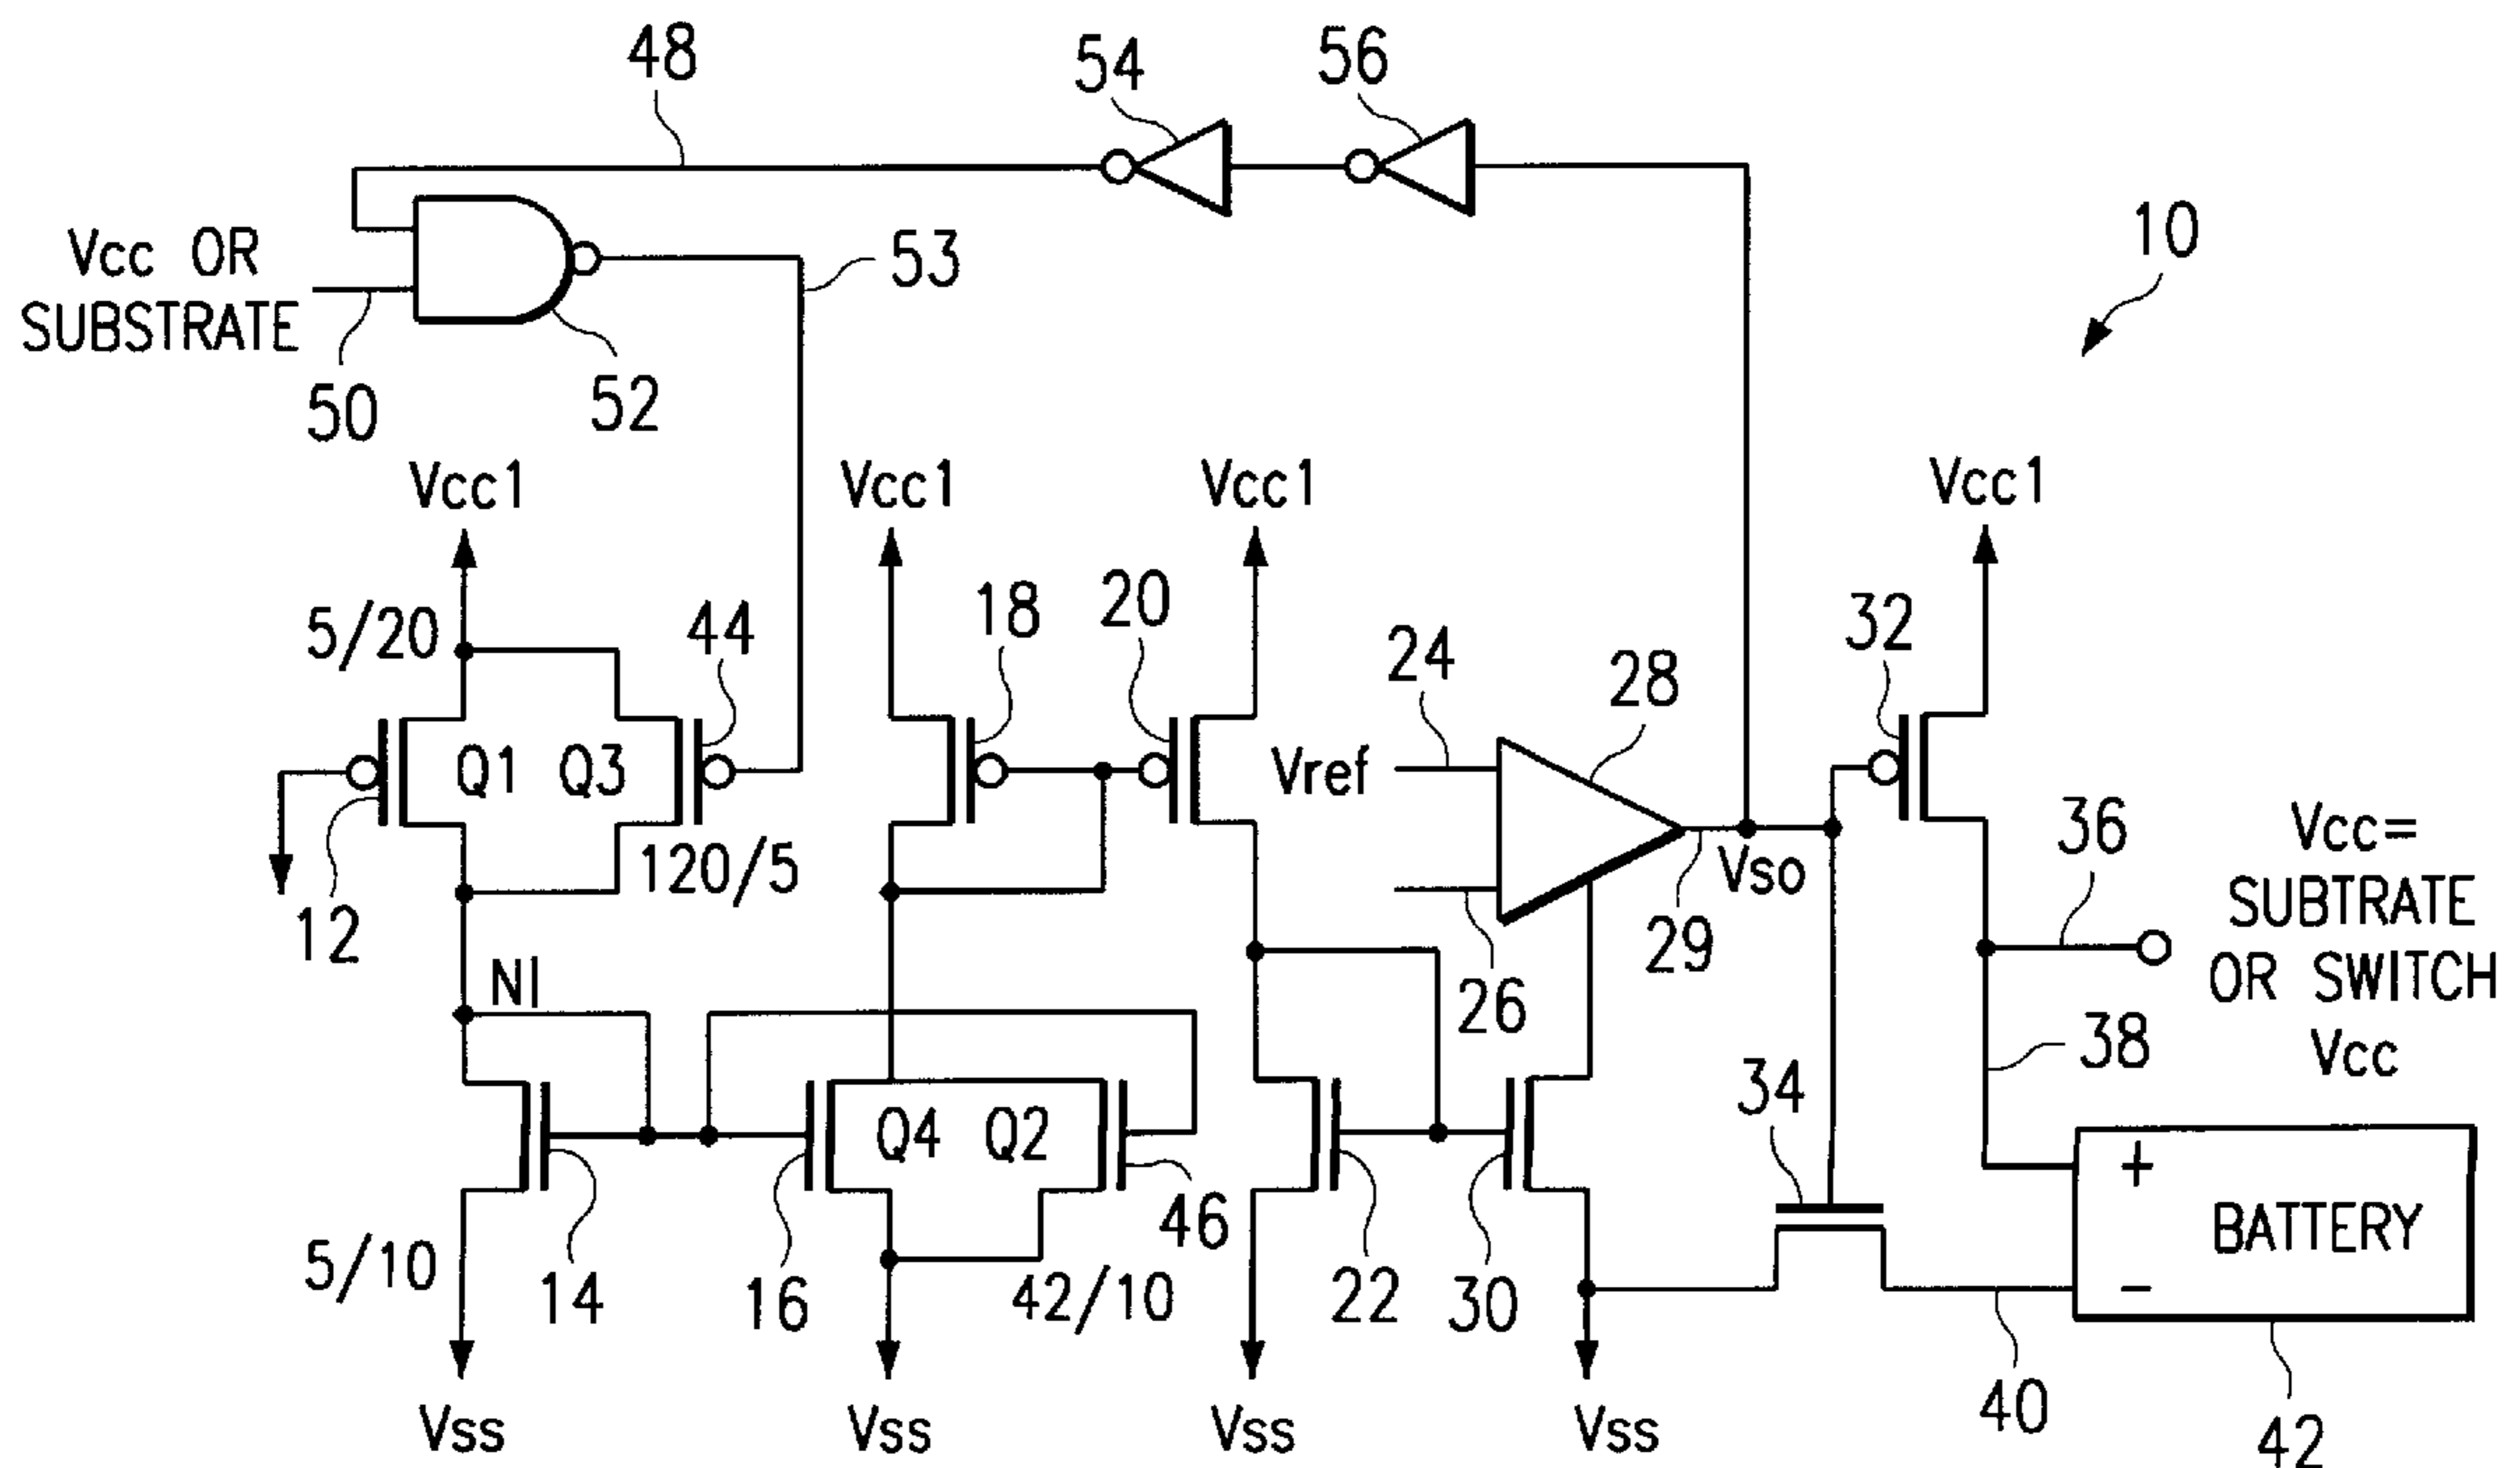 48
54
56
10
Vcc OR
SUBSTRATE
53
50
52
Vcc1
Vcc1
Vcc1
Vcc1
5/20
44
18
20
24
28
32
Q1
Q3
Vref
36
Vcc=
SUBTRATE
OR SWITCH
Vcc
120/5
Vso
12
26
29
NI
38
34
Q4
Q2
+
BATTERY
−
46
5/10
14
16
42/10
22
30
40
42
Vss
Vss
Vss
Vss